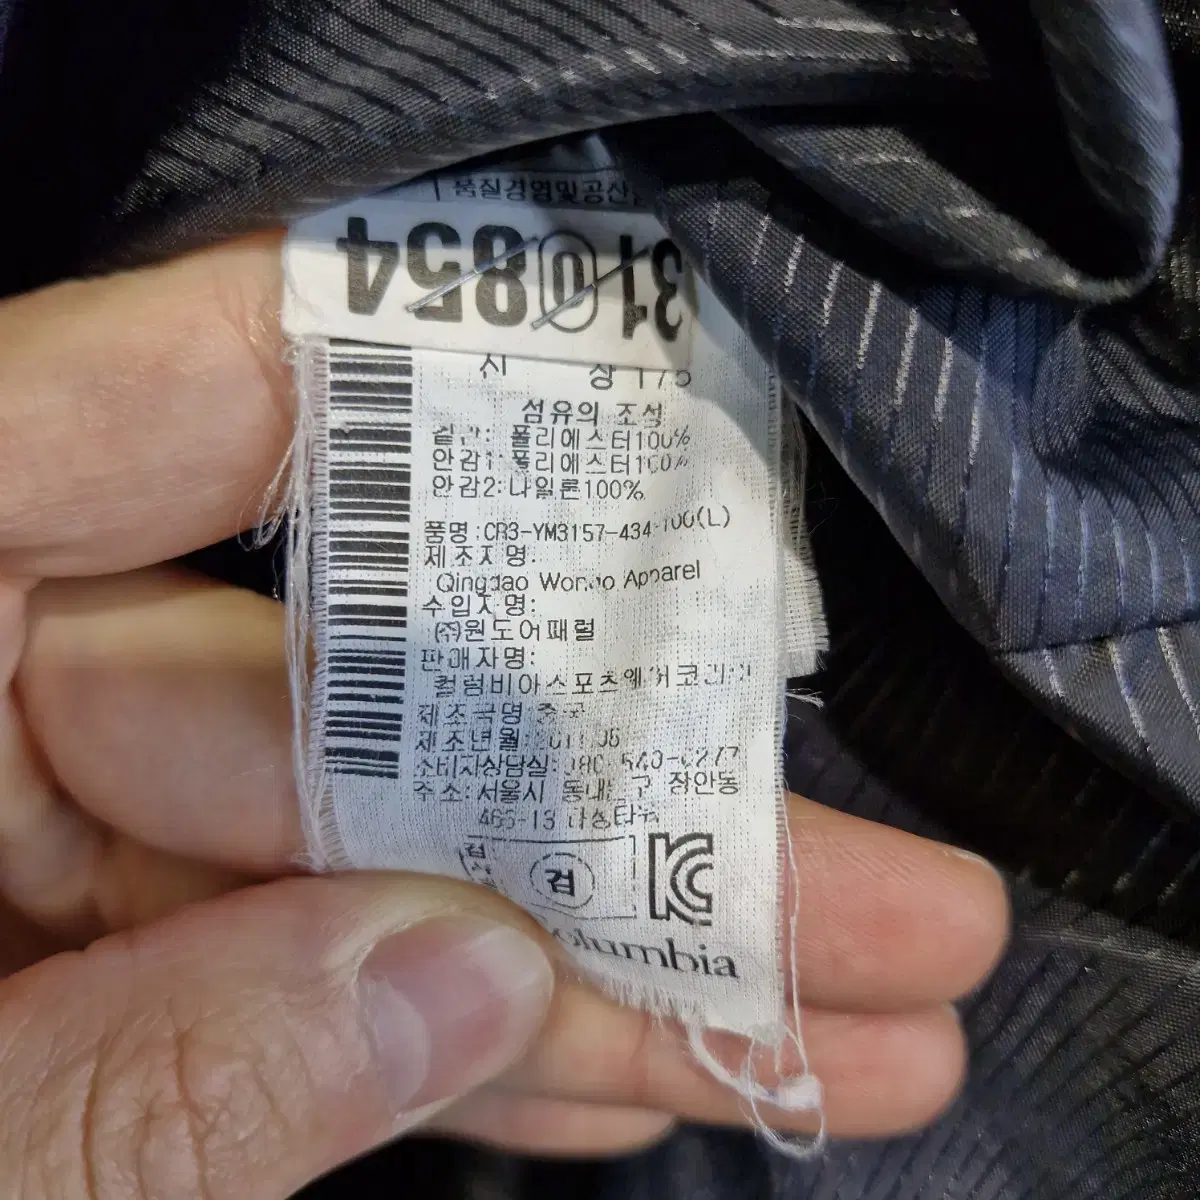 품질경영및공산
310854
신 상 175
섬유의 조성
겉감: 폴리에스터100%
안감1: 폴리에스터100%
안감2:나일론100%
품명:CR3-YM3157-434-100(L)
제조자명:
Qingdao Apparel
수입자명:
(주)원도어패럴
판매자명:
컬럼비아스포츠웨어코리아
제조국명:중국
제조년월:
소비자상담실:
주소:서울시 장안동
466-13
검
KC
Columbia